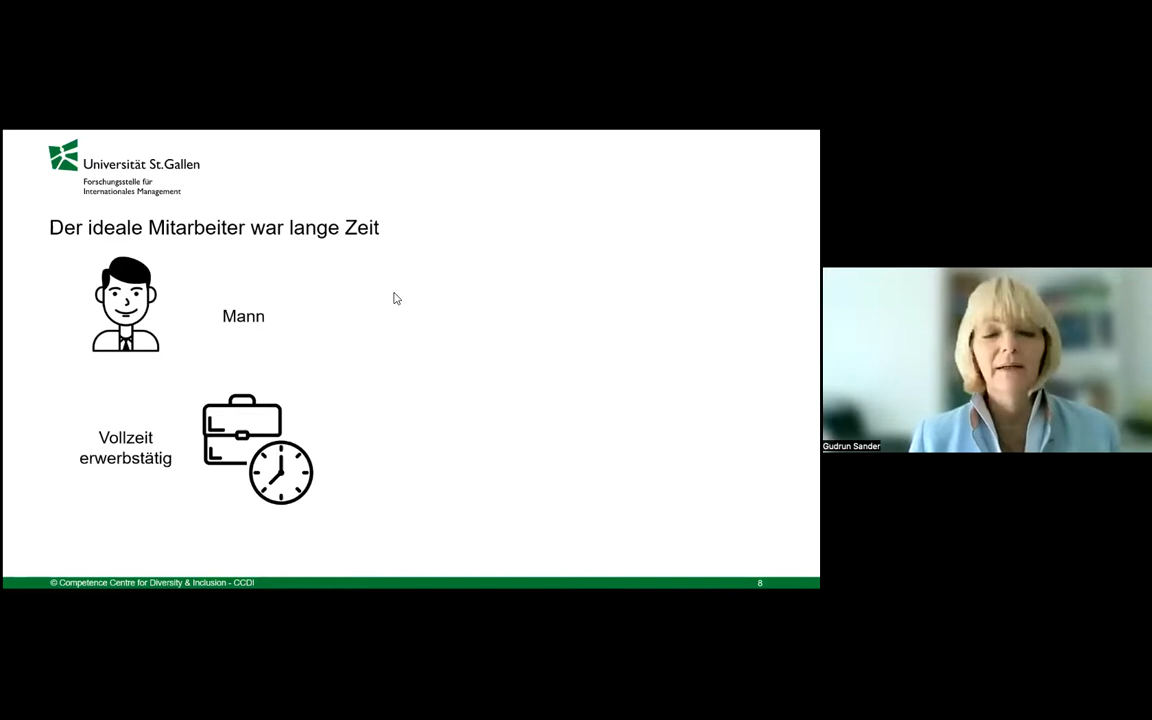 Universität St.Gallen
Forschungsstelle für
Internationales Management
Der ideale Mitarbeiter war lange Zeit
Mann
Vollzeit
erwerbstätig
Gudrun Sander
© Competence Centre for Diversity & Inclusion - CCDI
8